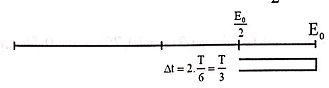 E₀/2 E₀
Δt = 2.T/6 = T/3